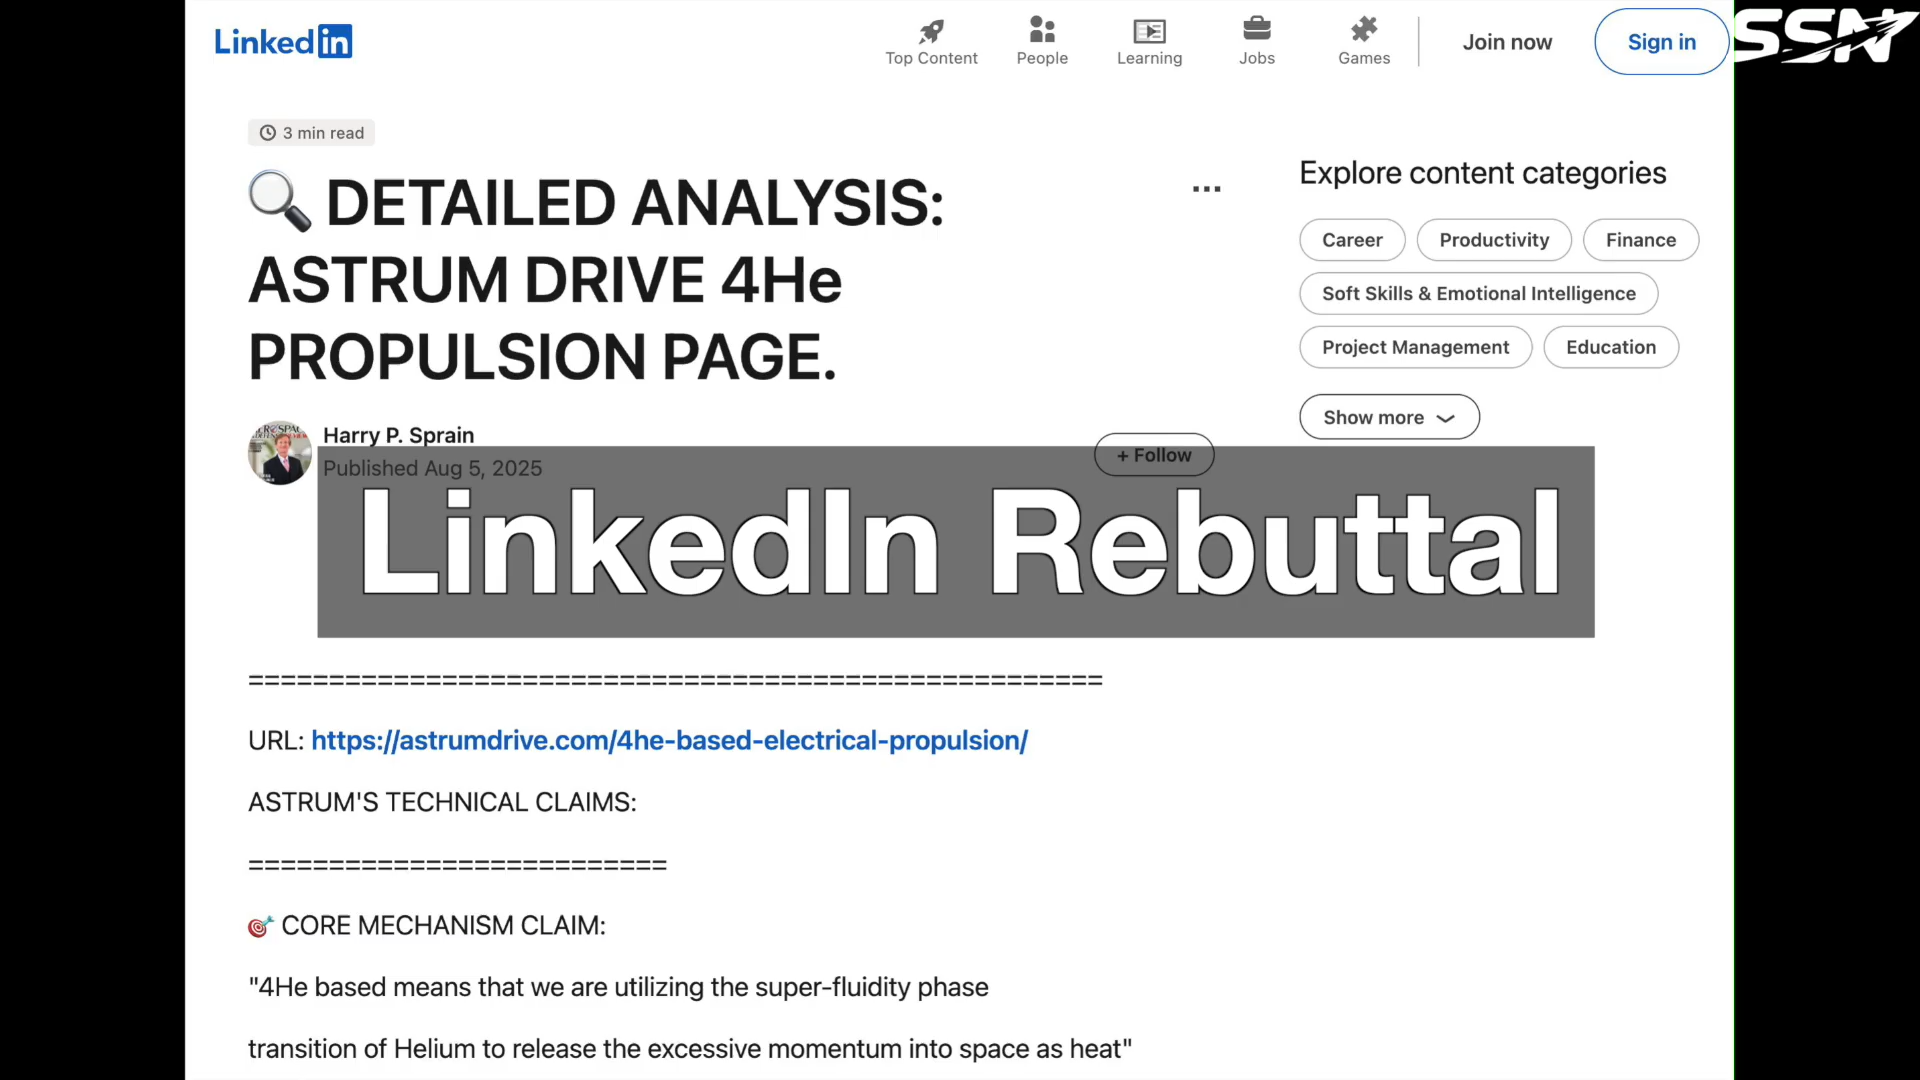 LinkedIn
Top Content
People
Learning
Jobs
Games
Join now
Sign in
SSN
3 min read
DETAILED ANALYSIS:
ASTRUM DRIVE 4He
PROPULSION PAGE.
...
Explore content categories
Career
Productivity
Finance
Soft Skills & Emotional Intelligence
Project Management
Education
Show more
Harry P. Sprain
Published Aug 5, 2025
+ Follow
LinkedIn Rebuttal
=====================================================
URL: https://astrumdrive.com/4he-based-electrical-propulsion/
ASTRUM'S TECHNICAL CLAIMS:
==========================
CORE MECHANISM CLAIM:
"4He based means that we are utilizing the super-fluidity phase
transition of Helium to release the excessive momentum into space as heat"